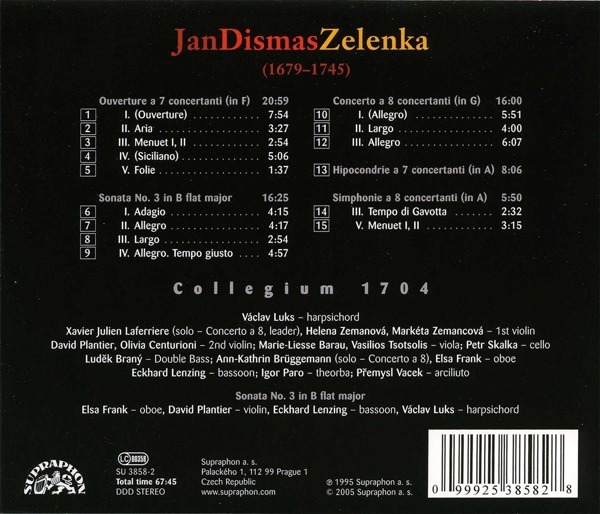 JanDismasZelenka
(1679–1745)
Ouverture a 7 concertanti (in F) 20:59
1 I. (Ouverture) . . . . . . . . . . . 7:54
2 II. Aria . . . . . . . . . . . . . . . . . 3:27
3 III. Menuet I, II . . . . . . . . . . . 2:54
4 IV. (Siciliano) . . . . . . . . . . . . 5:06
5 V. Folie . . . . . . . . . . . . . . . . 1:37
Sonata No. 3 in B flat major 16:25
6 I. Adagio . . . . . . . . . . . . . . 4:15
7 II. Allegro . . . . . . . . . . . . . . 4:17
8 III. Largo . . . . . . . . . . . . . . . 2:54
9 IV. Allegro. Tempo giusto . . . . 4:57
Concerto a 8 concertanti (in G) 16:00
10 I. (Allegro) . . . . . . . . . . . . . 5:51
11 II. Largo . . . . . . . . . . . . . . . 4:00
12 III. Allegro . . . . . . . . . . . . . . 6:07
13 Hipocondrie a 7 concertanti (in A) 8:06
Simphonie a 8 concertanti (in A) 5:50
14 III. Tempo di Gavotta . . . . . . . 2:32
15 V. Menuet I, II . . . . . . . . . . . 3:15
Collegium 1704
Václav Luks – harpsichord
Xavier Julien Laferriere (solo – Concerto a 8, leader), Helena Zemanová, Markéta Zemancová – 1st violin
David Plantier, Olivia Centurioni – 2nd violin; Marie-Liesse Barau, Vasilios Tsotsolis – viola; Petr Skalka – cello
Luděk Braný – Double Bass; Ann-Kathrin Brüggemann (solo – Concerto a 8), Elsa Frank – oboe
Eckhard Lenzing – bassoon; Igor Paro – theorba; Přemysl Vacek – arciliuto
Sonata No. 3 in B flat major
Elsa Frank – oboe, David Plantier – violin, Eckhard Lenzing – bassoon, Václav Luks – harpsichord
SUPRAPHON
LC 00358
SU 3858-2
Total time 67:45
DDD STEREO
Supraphon a. s.
Palackého 1, 112 99 Prague 1
Czech Republic
www.supraphon.com
℗ 1995 Supraphon a. s.
© 2005 Supraphon a. s.
0 99925 38582 8